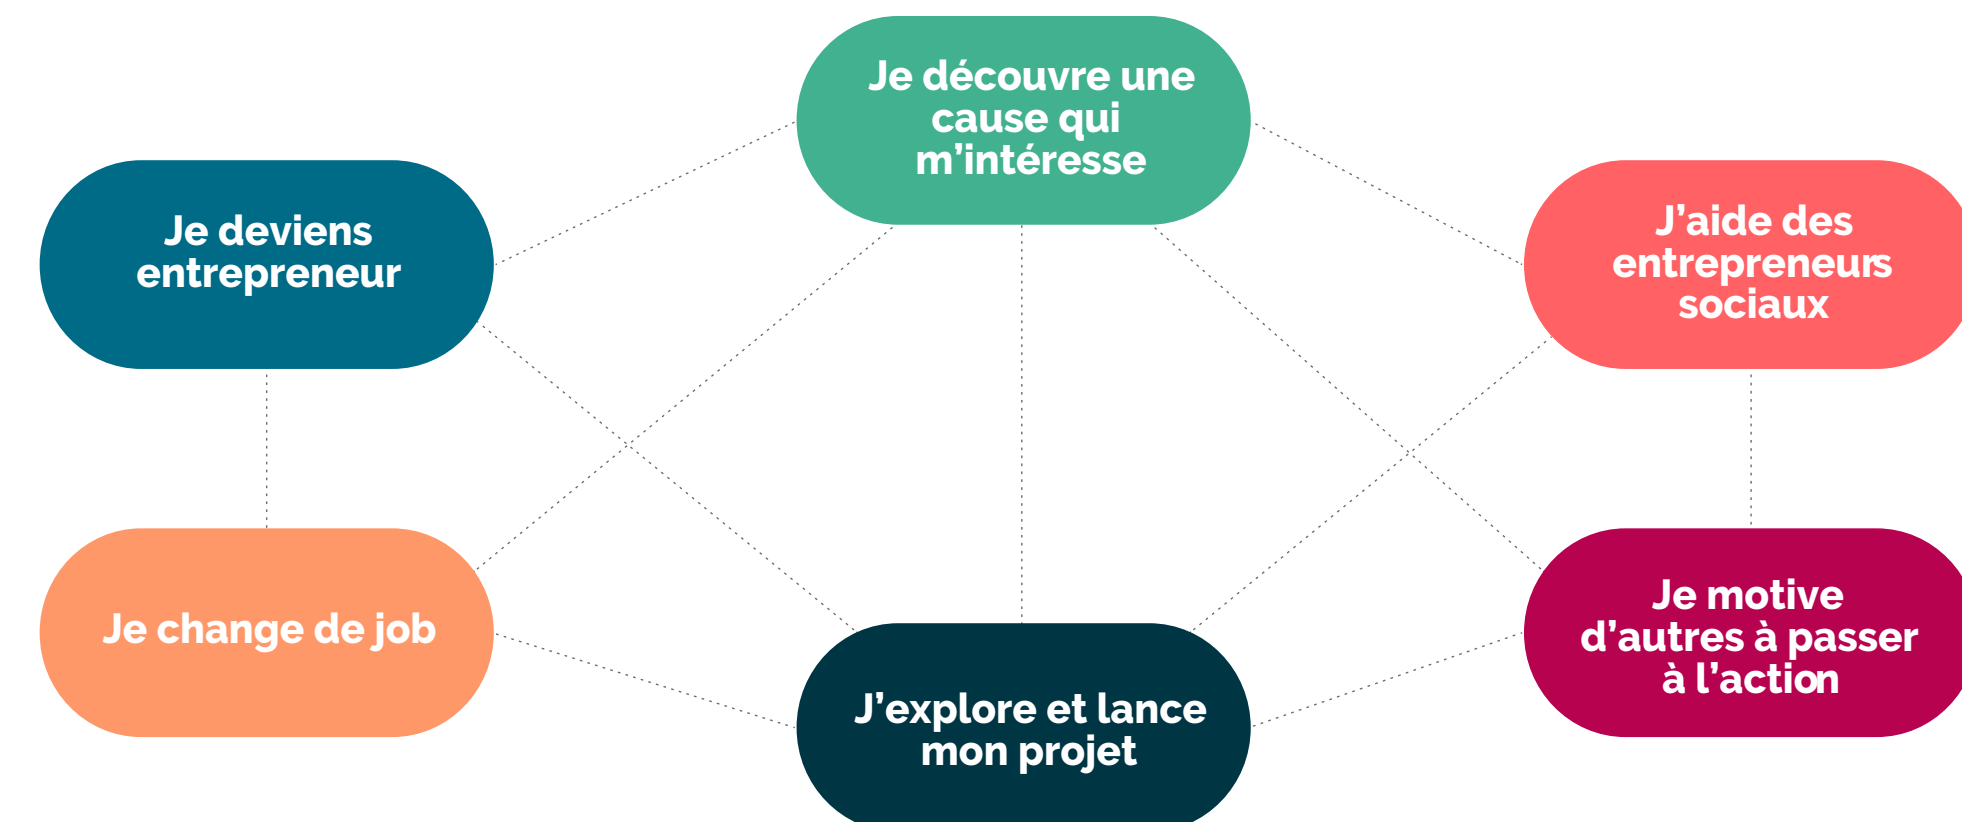 Je découvre une
cause qui
m’intéresse
Je deviens
entrepreneur
J’aide des
entrepreneurs
sociaux
Je change de job
J’explore et lance
mon projet
Je motive
d’autres à passer
à l’action